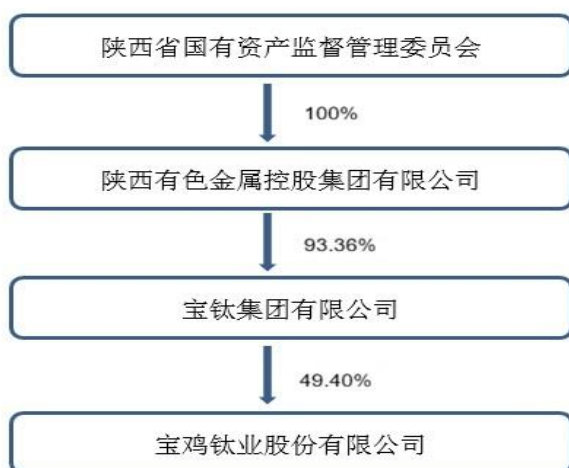 陕西省国有资产监督管理委员会
100%
陕西有色金属控股集团有限公司
93.36%
宝钛集团有限公司
49.40%
宝鸡钛业股份有限公司